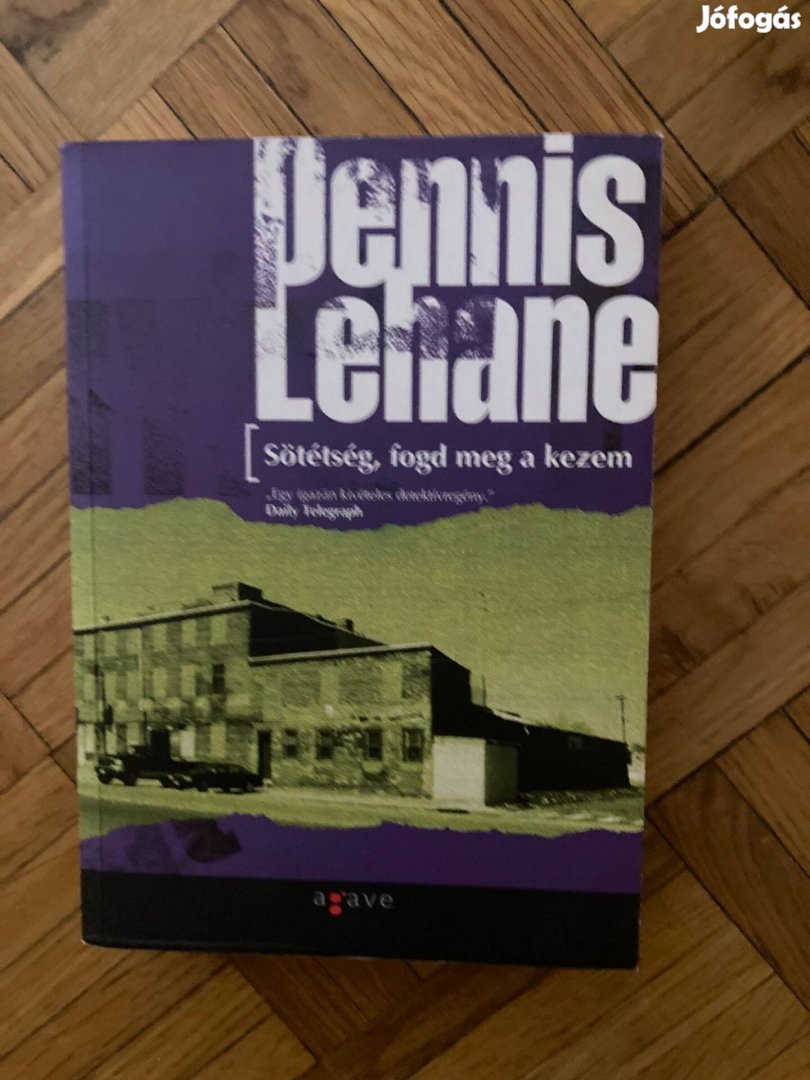 Jófogás
Dennis
Lehane
Sötétség, fogd meg a kezem
„Egy igazán kivételes detektívregény."
Daily Telegraph
agave